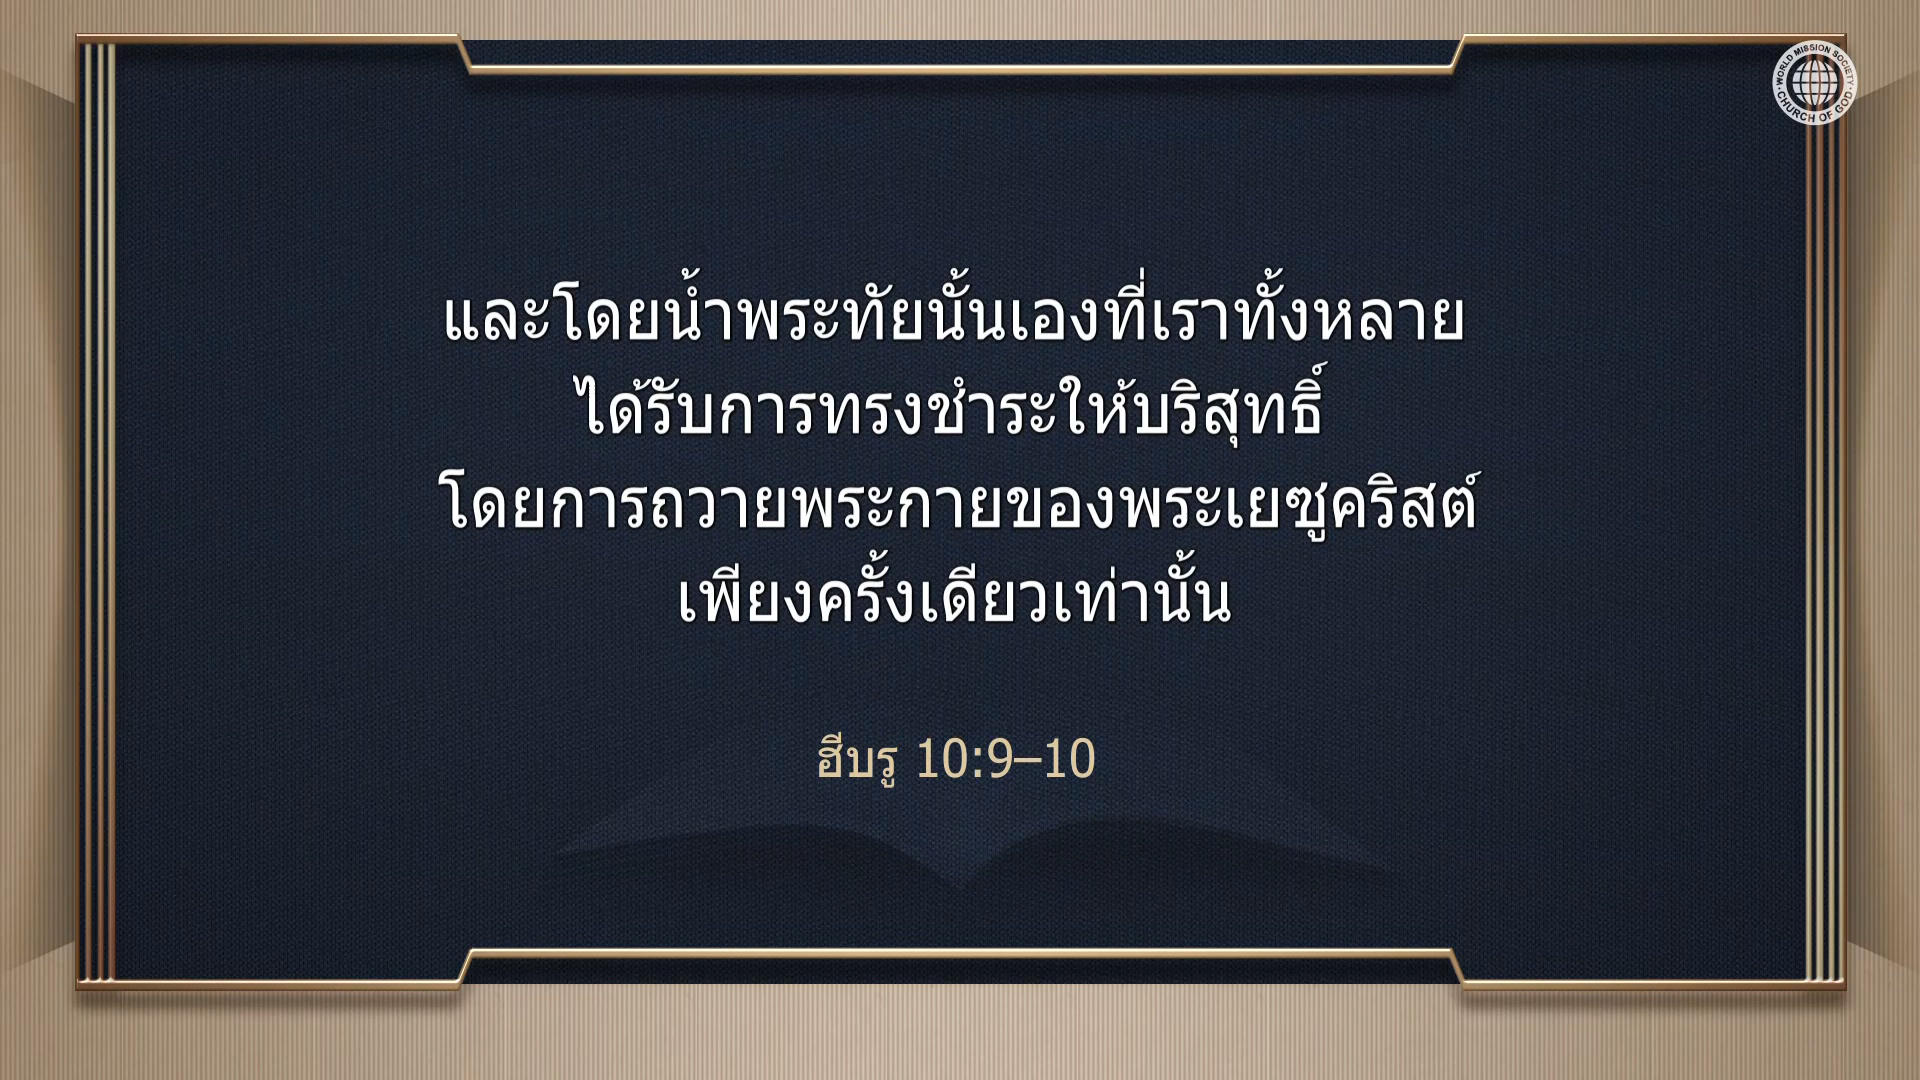 WORLD MISSION SOCIETY
CHURCH OF GOD
และโดยน้ำพระทัยนั้นเองที่เราทั้งหลาย
ได้รับการทรงชำระให้บริสุทธิ์
โดยการถวายพระกายของพระเยซูคริสต์
เพียงครั้งเดียวเท่านั้น
ฮีบรู 10:9–10